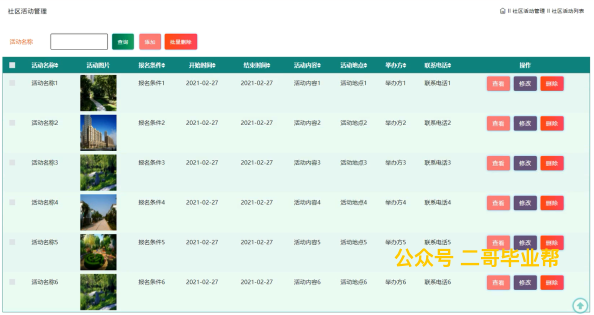 社区活动管理
社区活动管理 社区活动列表
活动名称 查询 添加 批量删除
活动名称 活动图片 报名条件 开始时间 结束时间 活动内容 活动地点 举办方 联系电话 操作
活动名称1 报名条件1 2021-02-27 2021-02-27 活动内容1 活动地点1 举办方1 联系电话1 查看 修改 删除
活动名称2 报名条件2 2021-02-27 2021-02-27 活动内容2 活动地点2 举办方2 联系电话2 查看 修改 删除
活动名称3 报名条件3 2021-02-27 2021-02-27 活动内容3 活动地点3 举办方3 联系电话3 查看 修改 删除
活动名称4 报名条件4 2021-02-27 2021-02-27 活动内容4 活动地点4 举办方4 联系电话4 查看 修改 删除
活动名称5 报名条件5 2021-02-27 2021-02-27 活动内容5 活动地点5 举办方5 联系电话5 查看 修改 删除
公众号 二哥毕业帮
活动名称6 报名条件6 2021-02-27 2021-02-27 活动内容6 活动地点6 举办方6 联系电话6 查看 修改 删除